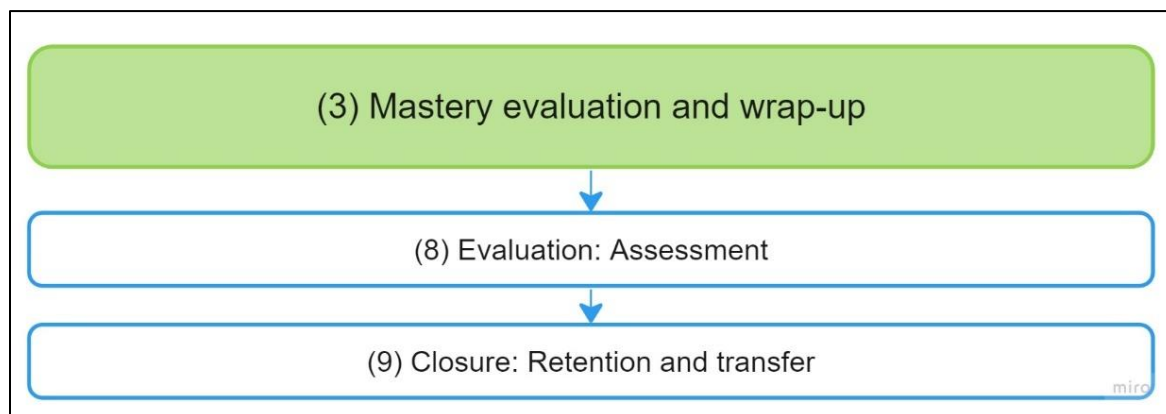 (3) Mastery evaluation and wrap-up
(8) Evaluation: Assessment
(9) Closure: Retention and transfer
miro